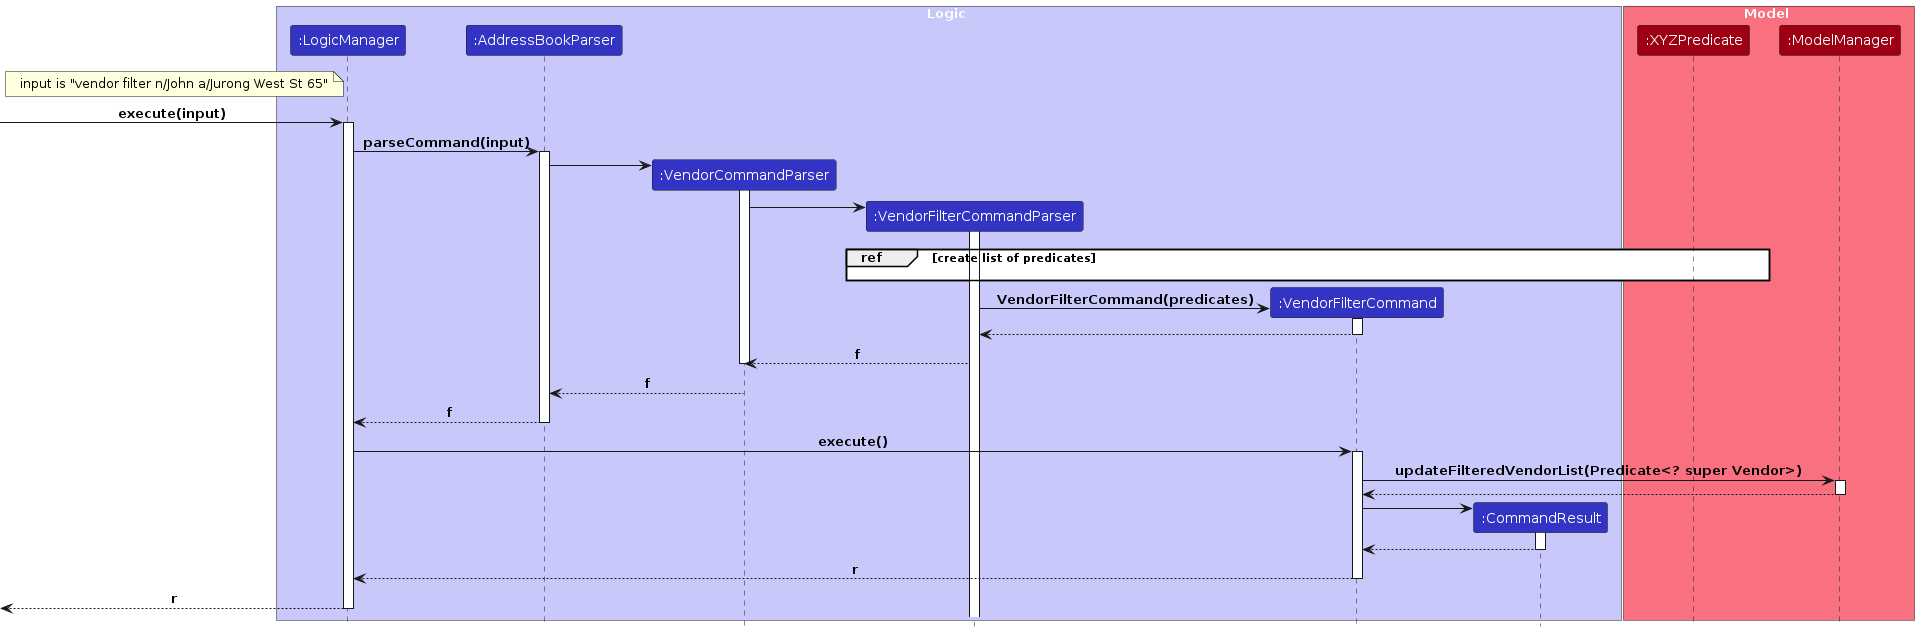 Logic
Model
:LogicManager
:AddressBookParser
:XYZPredicate
:ModelManager
input is "vendor filter n/John a/Jurong West St 65"
execute(input)
parseCommand(input)
:VendorCommandParser
:VendorFilterCommandParser
ref
[create list of predicates]
VendorFilterCommand(predicates)
:VendorFilterCommand
f
f
f
execute()
updateFilteredVendorList(Predicate<? super Vendor>)
:CommandResult
r
r